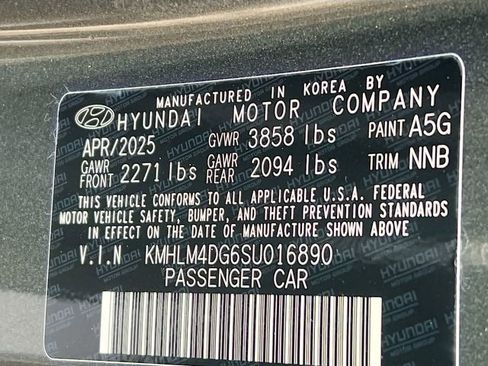 MANUFACTURED IN KOREA BY
HYUNDAI MOTOR COMPANY
APR/2025 GVWR 3858 lbs PAINT A5G
GAWR FRONT 2271 lbs GAWR REAR 2094 lbs TRIM NNB
THIS VEHICLE CONFORMS TO ALL APPLICABLE U.S.A. FEDERAL
MOTOR VEHICLE SAFETY, BUMPER, AND THEFT PREVENTION STANDARDS
IN EFFECT ON THE DATE OF MANUFACTURE SHOWN ABOVE.
V.I.N KMHLM4DG6SU016890
PASSENGER CAR